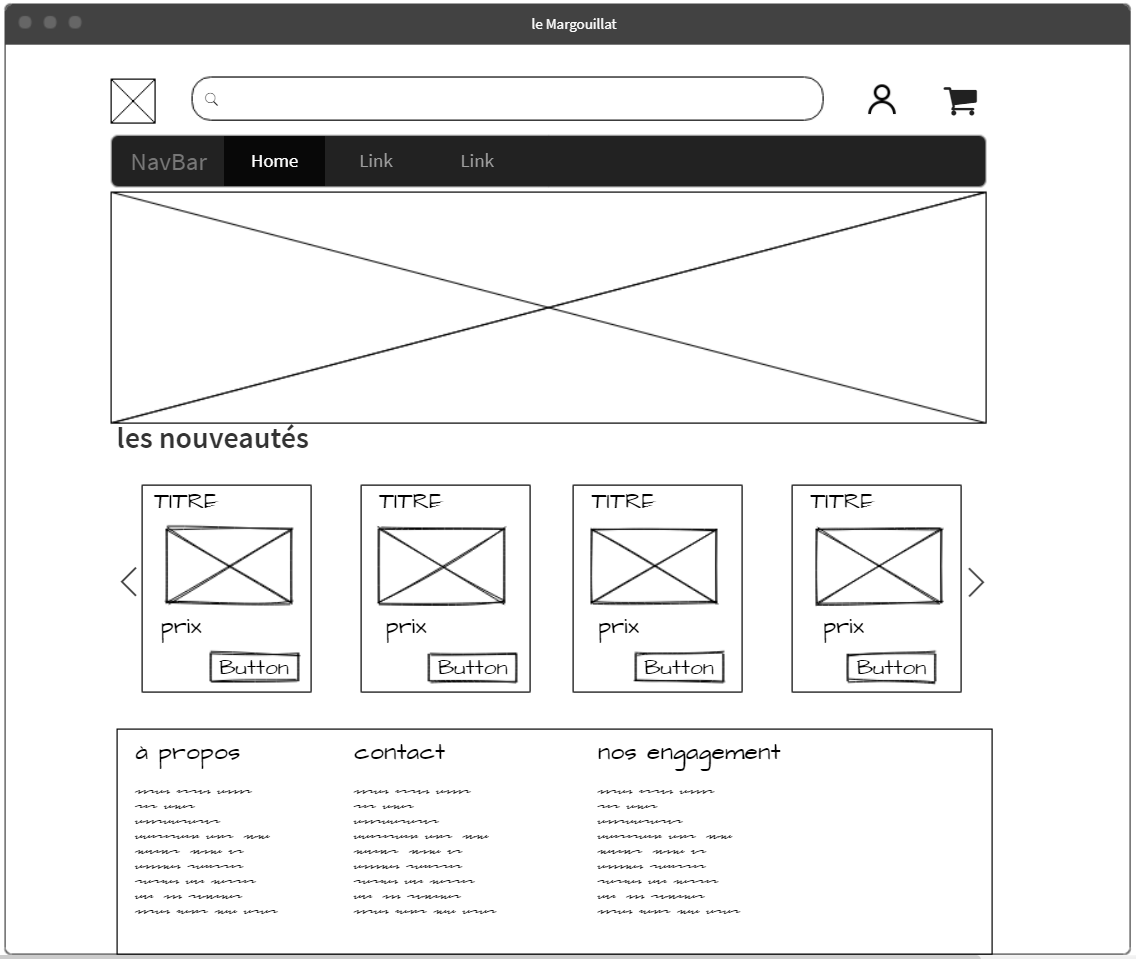 le Margouillat
NavBar Home Link Link
les nouveautés
TITRE TITRE TITRE TITRE
prix prix prix prix
Button Button Button Button
à propos contact nos engagement